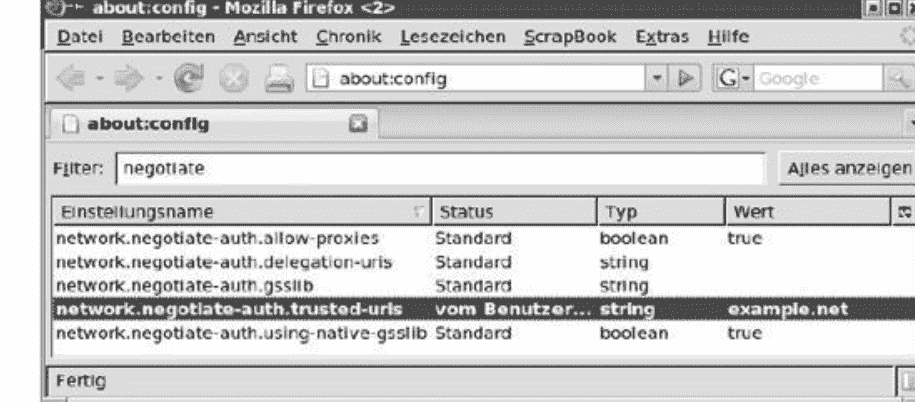 about:config - Mozilla Firefox <2>
Datei Bearbeiten Ansicht Chronik Lesezeichen ScrapBook Extras Hilfe
about:config G Google
about:config
Filter: negotiate Alles anzeigen
Einstellungsname Status Typ Wert
network.negotiate-auth.allow-proxies Standard boolean true
network.negotiate-auth.delegation-uris Standard string
network.negotiate-auth.gsslib Standard string
network.negotiate-auth.trusted-uris vom Benutzer... string example.net
network.negotiate-auth.using-native-gsslib Standard boolean true
Fertig